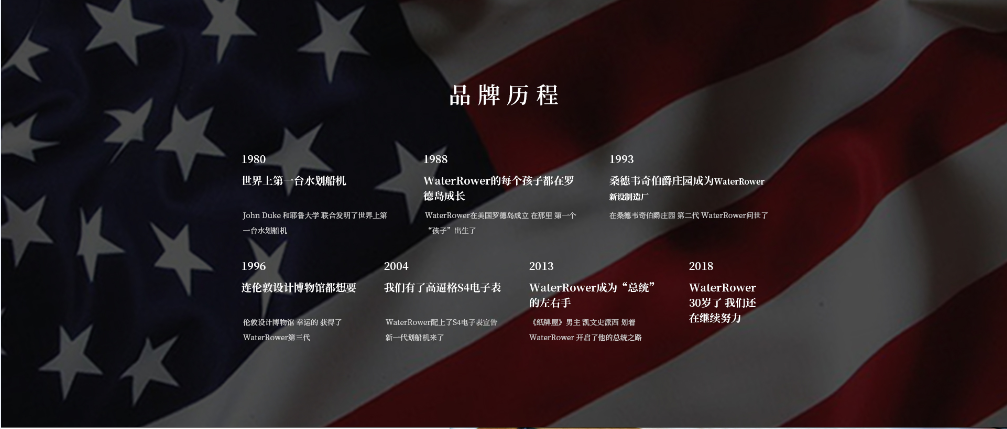 品牌历程
1980
世界上第一台水划船机
John Duke 和耶鲁大学 联合发明了世界上第
一台水划船机
1988
WaterRower的每个孩子都在罗
德岛成长
WaterRower在美国罗德岛成立 在那里 第一个
“孩子”出生了
1993
桑德韦奇伯爵庄园成为WaterRower
新设制造厂
在桑德韦奇伯爵庄园 第二代 WaterRower问世了
1996
连伦敦设计博物馆都想要
伦敦设计博物馆 幸运的 获得了
WaterRower第三代
2004
我们有了高逼格S4电子表
WaterRower配上了S4电子表宣告
新一代划船机来了
2013
WaterRower成为“总统”
的左右手
《纸牌屋》男主 凯文史派西 划着
WaterRower 开启了他的总统之路
2018
WaterRower
30岁了 我们还
在继续努力